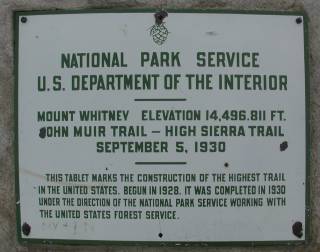 NATIONAL PARK SERVICE
U.S. DEPARTMENT OF THE INTERIOR
MOUNT WHITNEY ELEVATION 14,496.811 FT.
JOHN MUIR TRAIL — HIGH SIERRA TRAIL
SEPTEMBER 5, 1930
THIS TABLET MARKS THE CONSTRUCTION OF THE HIGHEST TRAIL
IN THE UNITED STATES. BEGUN IN 1928. IT WAS COMPLETED IN 1930
UNDER THE DIRECTION OF THE NATIONAL PARK SERVICE WORKING WITH
THE UNITED STATES FOREST SERVICE.